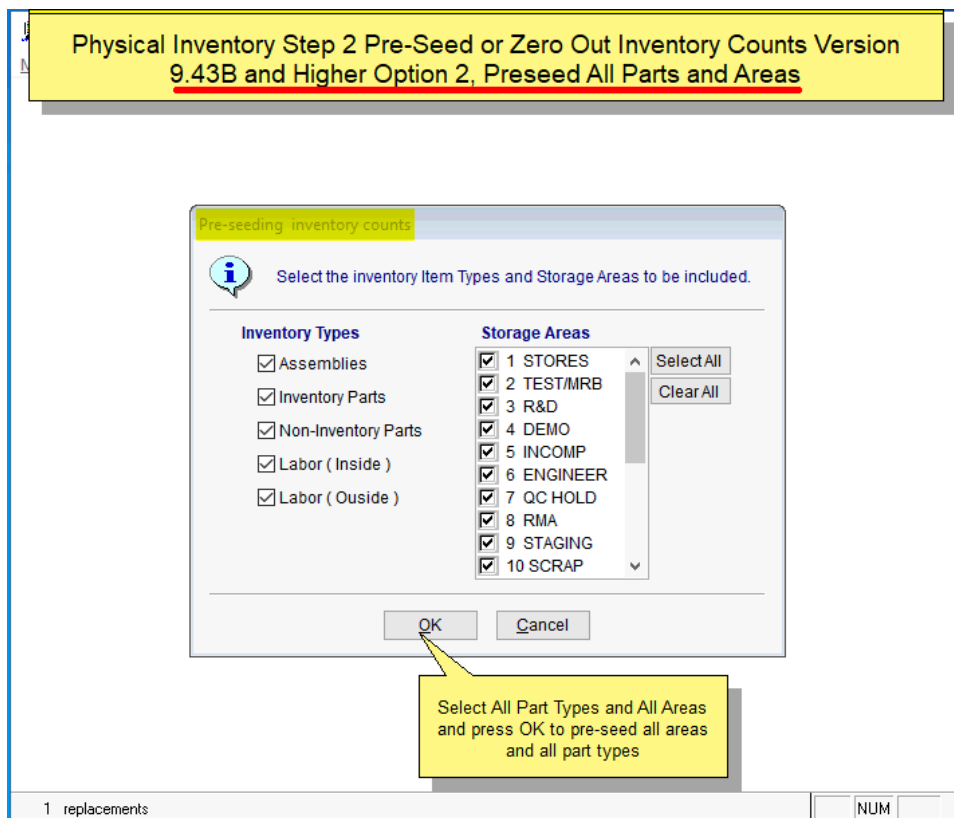 Physical Inventory Step 2 Pre-Seed or Zero Out Inventory Counts Version
9.43B and Higher Option 2, Preseed All Parts and Areas
Pre-seeding inventory counts
Select the inventory Item Types and Storage Areas to be included.
Inventory Types
Storage Areas
Assemblies
Inventory Parts
Non-Inventory Parts
Labor ( Inside )
Labor ( Ouside )
1 STORES
2 TEST/MRB
3 R&D
4 DEMO
5 INCOMP
6 ENGINEER
7 QC HOLD
8 RMA
9 STAGING
10 SCRAP
Select All
Clear All
OK
Cancel
Select All Part Types and All Areas
and press OK to pre-seed all areas
and all part types
1 replacements
NUM